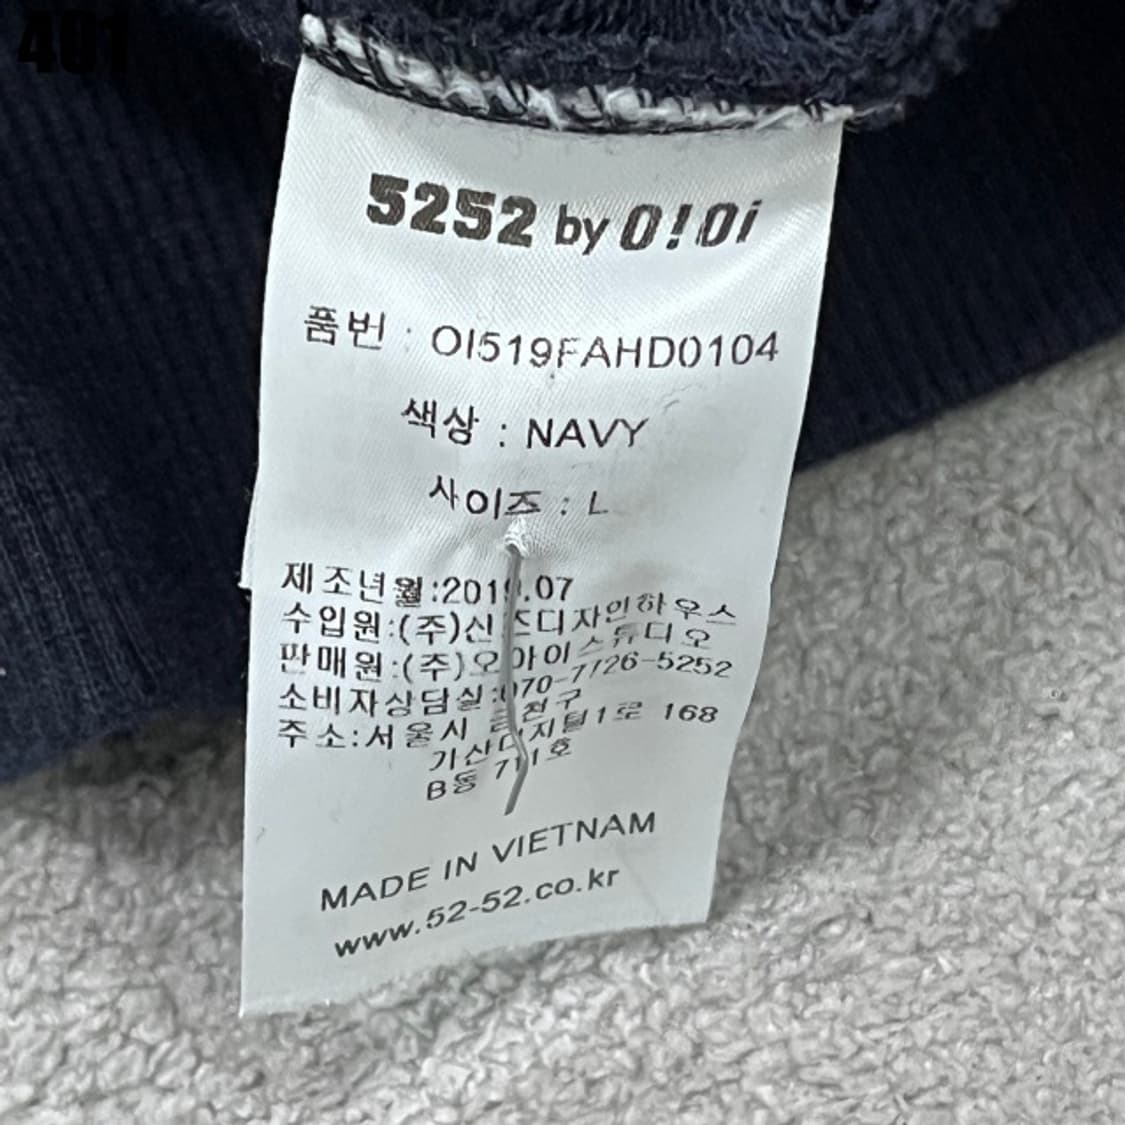 401
5252 by O!Oi
품번 : OI519FAHD0104
색상 : NAVY
사이즈 : L
제조년월:2019.07
수입원:(주)신즈디자인하우스
판매원:(주)오아이스튜디오
소비자상담실:070-7726-5252
주소:서울시 금천구
가산디지털1로 168
B동 711호
MADE IN VIETNAM
www.52-52.co.kr